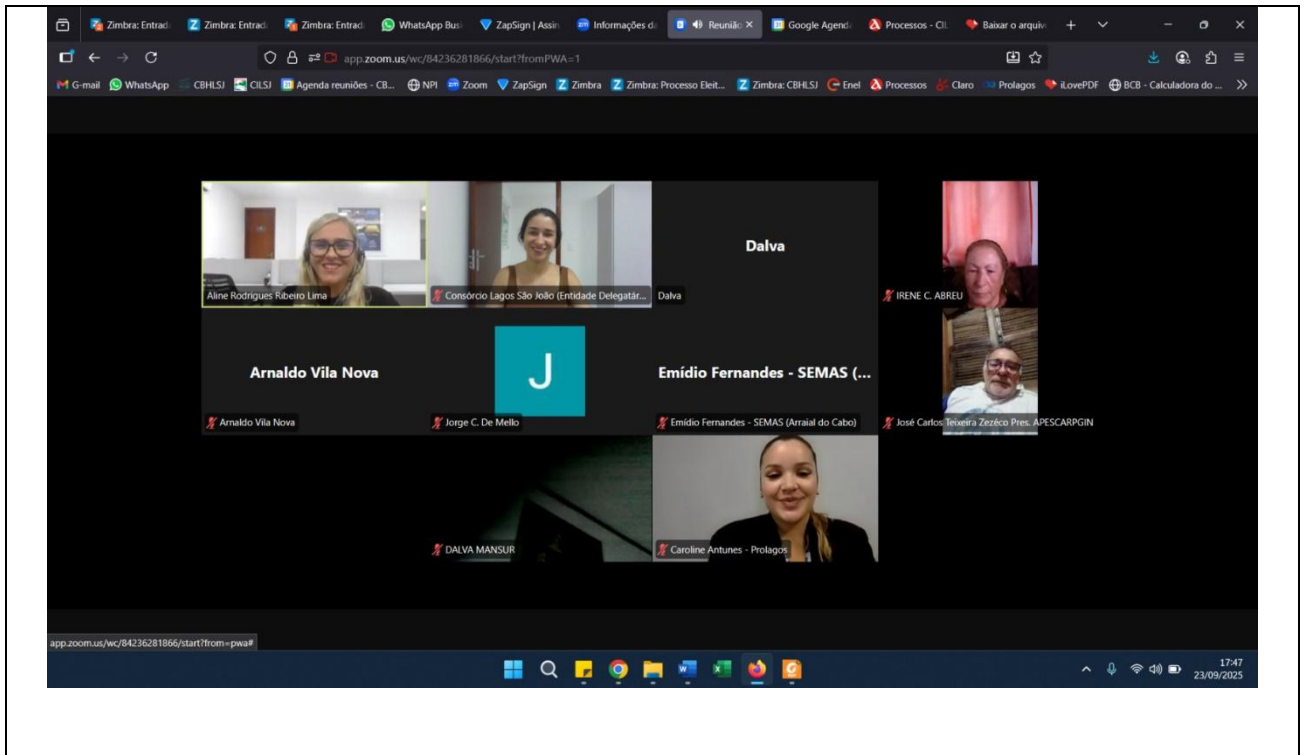 Zimbra: Entrad
Zimbra: Entrad
Zimbra: Entrad
WhatsApp Busi
ZapSign | Assin
Informações da
Reunião
Google Agenda
Processos - CIL
Baixar o arquiv
app.zoom.us/wc/84236281866/start?fromPWA=1
G-mail
WhatsApp
CBHLSJ
CILSJ
Agenda reuniões - CB...
NPI
Zoom
ZapSign
Zimbra
Zimbra: Processo Eleit...
Zimbra: CBHLSJ
Enel
Processos
Claro
Prolagos
iLovePDF
BCB - Calculadora do ...
Aline Rodrigues Ribeiro Lima
Consórcio Lagos São João (Entidade Delegatár...
Dalva
Dalva
IRENE C. ABREU
Arnaldo Vila Nova
Arnaldo Vila Nova
J
Jorge C. De Mello
Emídio Fernandes - SEMAS (...
Emídio Fernandes - SEMAS (Arraial do Cabo)
José Carlos Teixeira Zezéco Pres. APESCARPGIN
DALVA MANSUR
Caroline Antunes - Prolagos
app.zoom.us/wc/84236281866/start?from=pwa#
17:47
23/09/2025